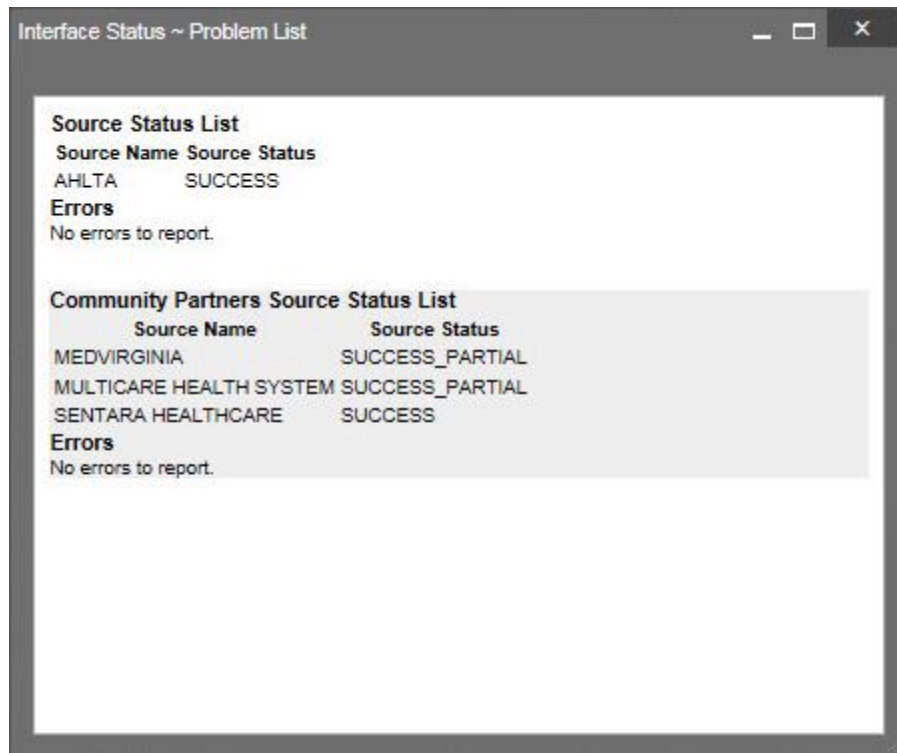 Interface Status ~ Problem List
Source Status List
Source Name Source Status
AHLTA SUCCESS
Errors
No errors to report.
Community Partners Source Status List
Source Name Source Status
MEDVIRGINIA SUCCESS_PARTIAL
MULTICARE HEALTH SYSTEM SUCCESS_PARTIAL
SENTARA HEALTHCARE SUCCESS
Errors
No errors to report.